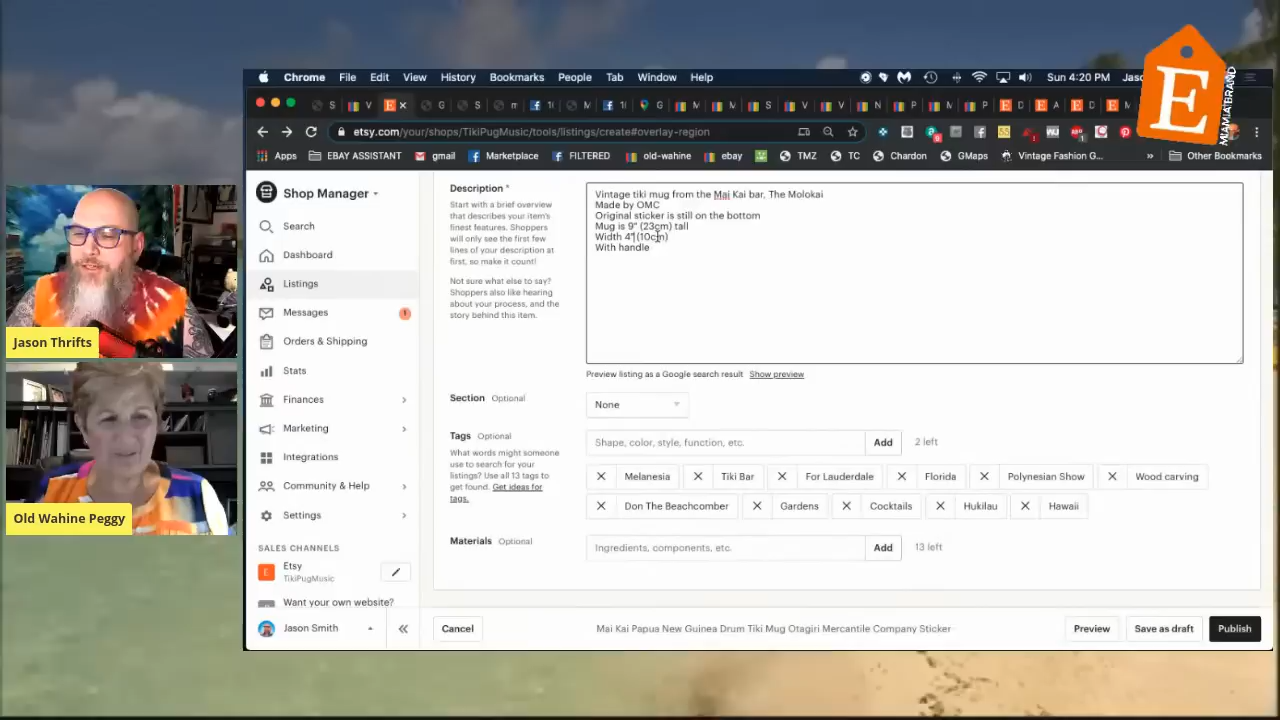 E
MIAMIATBRAND
Chrome File Edit View History Bookmarks People Tab Window Help
Sun 4:20 PM
etsy.com/your/shops/TikiPugMusic/tools/listings/create#overlay-region
Apps EBAY ASSISTANT gmail Marketplace FILTERED old-wahine ebay TMZ TC Chardon GMaps Vintage Fashion G... » Other Bookmarks
Shop Manager
Search
Dashboard
Listings
Messages 1
Orders & Shipping
Stats
Finances
Marketing
Integrations
Community & Help
Settings
SALES CHANNELS
Etsy
TikiPugMusic
Want your own website?
Jason Smith
Description *
Start with a brief overview
that describes your item's
finest features. Shoppers
will only see the first few
lines of your description at
first, so make it count!
Not sure what else to say?
Shoppers also like hearing
about your process, and the
story behind this item.
Vintage tiki mug from the Mai Kai bar, The Molokai
Made by OMC
Original sticker is still on the bottom
Mug is 9" (23cm) tall
Width 4" (10cm)
With handle
Preview listing as a Google search result Show preview
Section Optional
None
Tags Optional
What words might someone
use to search for your
listings? Use all 13 tags to
get found. Get ideas for
tags.
Shape, color, style, function, etc. Add 2 left
Melanesia Tiki Bar For Lauderdale Florida Polynesian Show Wood carving
Don The Beachcomber Gardens Cocktails Hukilau Hawaii
Materials Optional
Ingredients, components, etc. Add 13 left
Cancel
Mai Kai Papua New Guinea Drum Tiki Mug Otagiri Mercantile Company Sticker
Preview Save as draft Publish
Jason Thrifts
Old Wahine Peggy